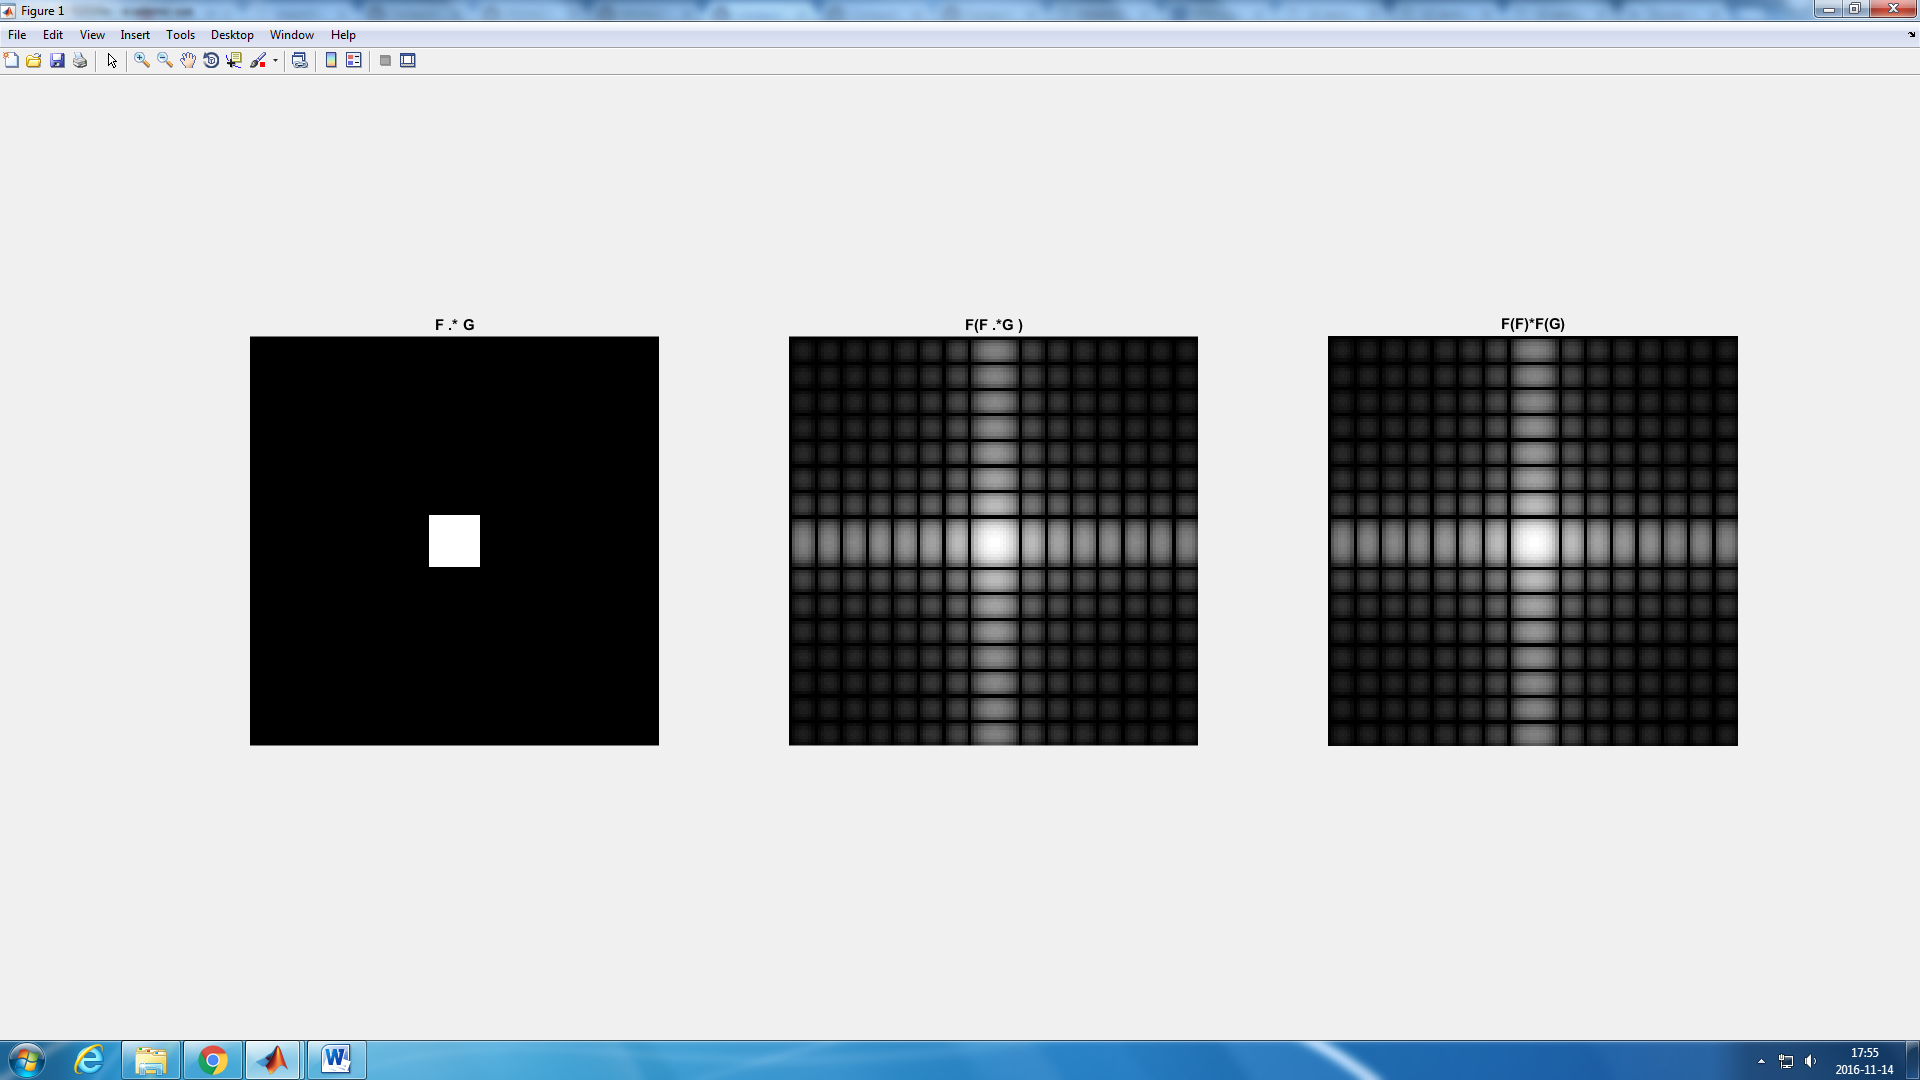 Figure 1
File Edit View Insert Tools Desktop Window Help
F .* G
F(F .*G )
F(F)*F(G)
17:55
2016-11-14